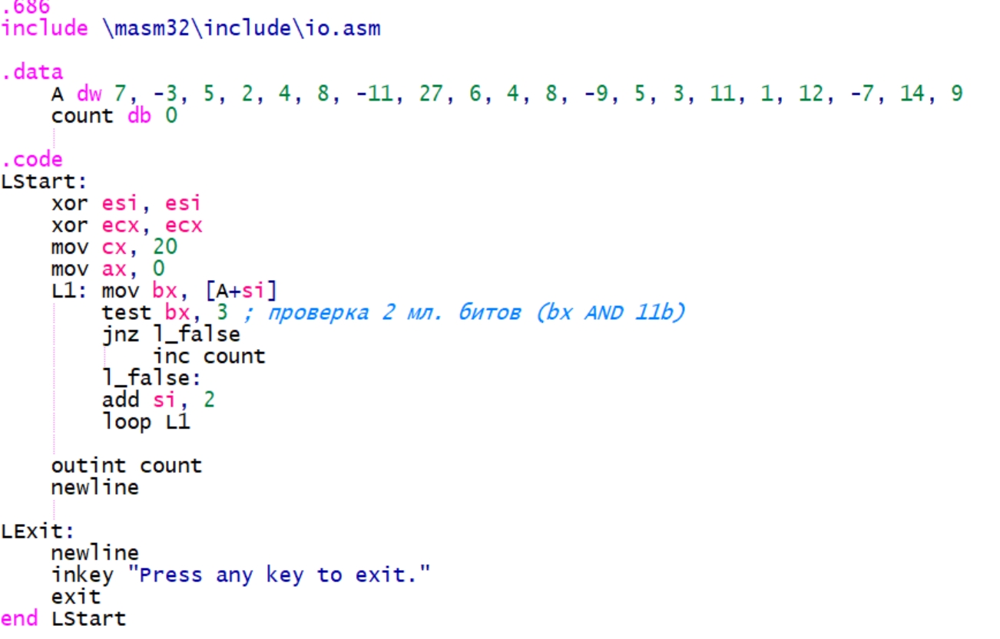 .686
include \masm32\include\io.asm
.data
A dw 7, -3, 5, 2, 4, 8, -11, 27, 6, 4, 8, -9, 5, 3, 11, 1, 12, -7, 14, 9
count db 0
.code
LStart:
xor esi, esi
xor ecx, ecx
mov cx, 20
mov ax, 0
L1: mov bx, [A+si]
test bx, 3 ; проверка 2 мл. битов (bx AND 11b)
jnz l_false
inc count
l_false:
add si, 2
loop L1
outint count
newline
LExit:
newline
inkey "Press any key to exit."
exit
end LStart